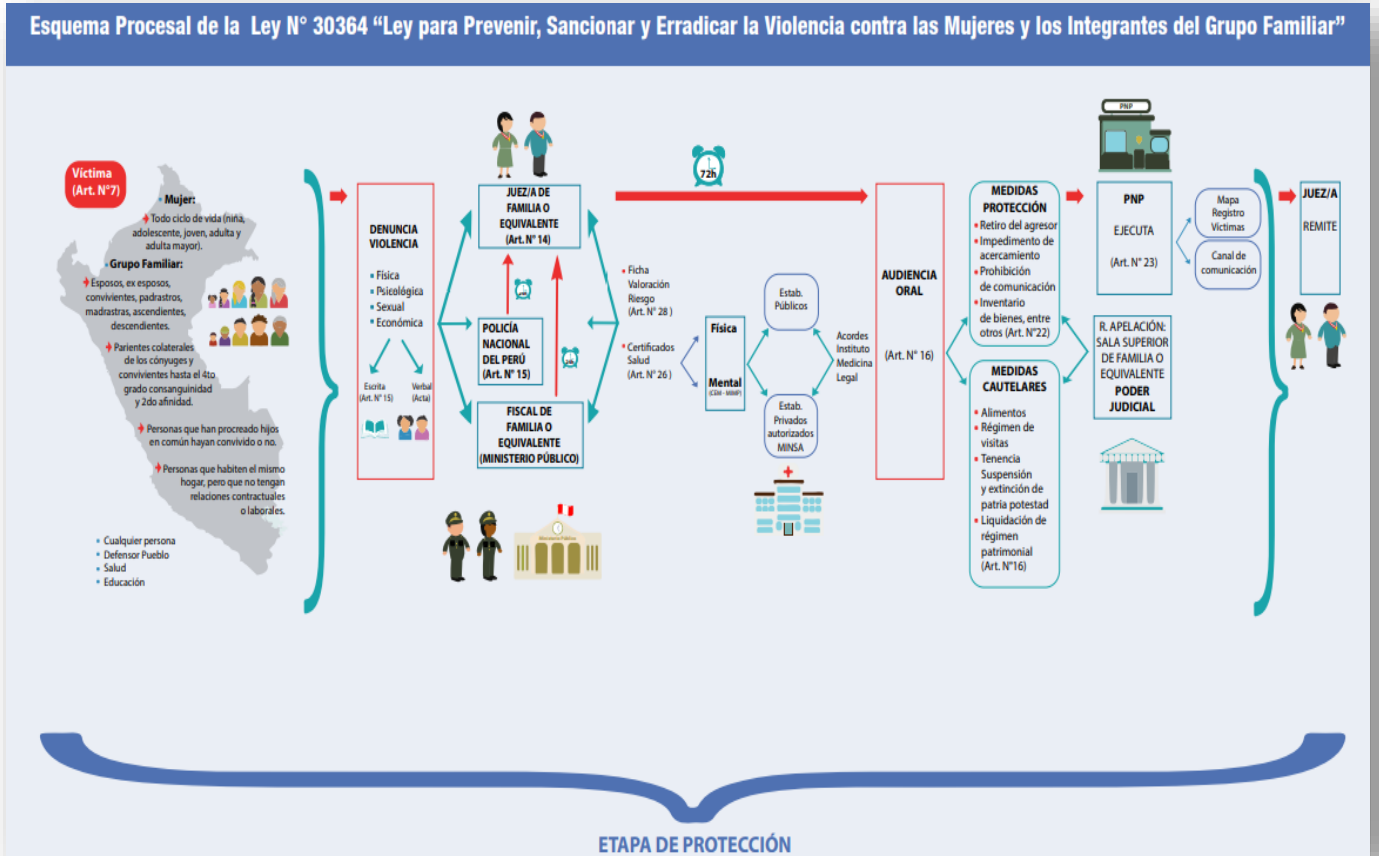 Esquema Procesal de la Ley N° 30364 “Ley para Prevenir, Sancionar y Erradicar la Violencia contra las Mujeres y los Integrantes del Grupo Familiar”
Víctima
(Art. N°7)
Mujer:
Todo ciclo de vida (niña,
adolescente, joven, adulta y
adulta mayor).
Grupo Familiar:
Esposos, ex esposos,
convivientes, padrastros,
madrastras, ascendientes,
descendientes.
Parientes colaterales
de los cónyuges y
convivientes hasta el 4to
grado consanguinidad
y 2do afinidad.
Personas que han procreado hijos
en común hayan convivido o no.
Personas que habiten el mismo
hogar, pero que no tengan
relaciones contractuales
o laborales.
Cualquier persona
Defensor Pueblo
Salud
Educación
DENUNCIA
VIOLENCIA
Física
Psicológica
Sexual
Económica
Escrita
(Art. N° 15)
Verbal
(Acta)
JUEZ/A DE
FAMILIA O
EQUIVALENTE
(Art. N° 14)
POLICÍA
NACIONAL
DEL PERÚ
(Art. N° 15)
FISCAL DE
FAMILIA O
EQUIVALENTE
(MINISTERIO PÚBLICO)
Ministerio Público
72h
Ficha
Valoración
Riesgo
(Art. N° 28 )
Certificados
Salud
(Art. N° 26 )
Física
Mental
(CEM - MIMP)
Estab.
Públicos
Estab.
Privados
autorizados
MINSA
Acordes
Instituto
Medicina
Legal
AUDIENCIA
ORAL
(Art. N° 16)
MEDIDAS
PROTECCIÓN
Retiro del agresor
Impedimento de
acercamiento
Prohibición
de comunicación
Inventario
de bienes, entre
otros (Art. N°22)
MEDIDAS
CAUTELARES
Alimentos
Régimen de
visitas
Tenencia
Suspensión
y extinción de
patria potestad
Liquidación de
régimen
patrimonial
(Art. N°16)
PNP
PNP
EJECUTA
(Art. N° 23)
Mapa
Registro
Víctimas
Canal de
comunicación
R. APELACIÓN:
SALA SUPERIOR
DE FAMILIA O
EQUIVALENTE
PODER
JUDICIAL
JUEZ/A
REMITE
ETAPA DE PROTECCIÓN